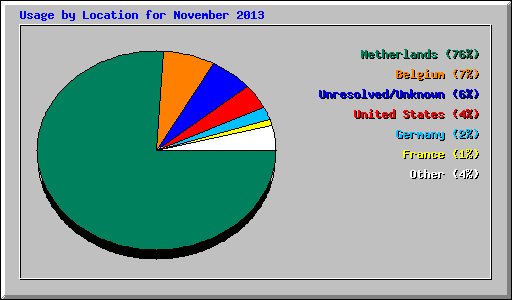 Usage by Location for November 2013
Netherlands (76%)
Belgium (7%)
Unresolved/Unknown (6%)
United States (4%)
Germany (2%)
France (1%)
Other (4%)